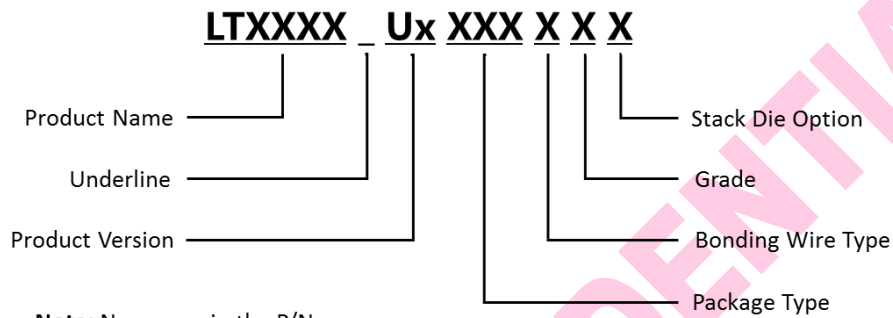 LTXXXX _ Ux XXX X X X
Product Name
Stack Die Option
Underline
Grade
Product Version
Bonding Wire Type
Package Type